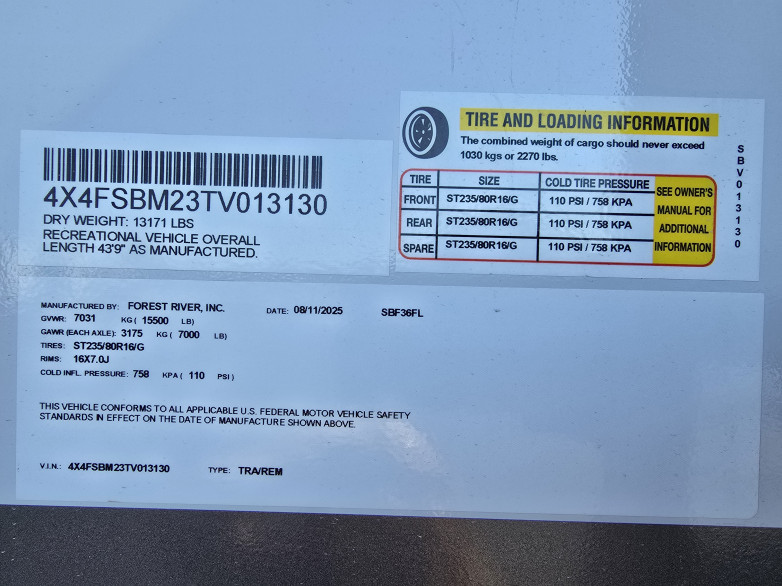 4X4FSBM23TV013130
DRY WEIGHT: 13171 LBS
RECREATIONAL VEHICLE OVERALL
LENGTH 43'9" AS MANUFACTURED.
TIRE AND LOADING INFORMATION
The combined weight of cargo should never exceed
1030 kgs or 2270 lbs.
TIRE SIZE COLD TIRE PRESSURE
FRONT ST235/80R16/G 110 PSI / 758 KPA
REAR ST235/80R16/G 110 PSI / 758 KPA
SPARE ST235/80R16/G 110 PSI / 758 KPA
SEE OWNER'S
MANUAL FOR
ADDITIONAL
INFORMATION
SBV013130
MANUFACTURED BY: FOREST RIVER, INC. DATE: 08/11/2025 SBF36FL
GVWR: 7031 KG ( 15500 LB)
GAWR (EACH AXLE): 3175 KG ( 7000 LB)
TIRES: ST235/80R16/G
RIMS: 16X7.0J
COLD INFL. PRESSURE: 758 KPA ( 110 PSI )
THIS VEHICLE CONFORMS TO ALL APPLICABLE U.S. FEDERAL MOTOR VEHICLE SAFETY
STANDARDS IN EFFECT ON THE DATE OF MANUFACTURE SHOWN ABOVE.
V.I.N.: 4X4FSBM23TV013130 TYPE: TRA/REM